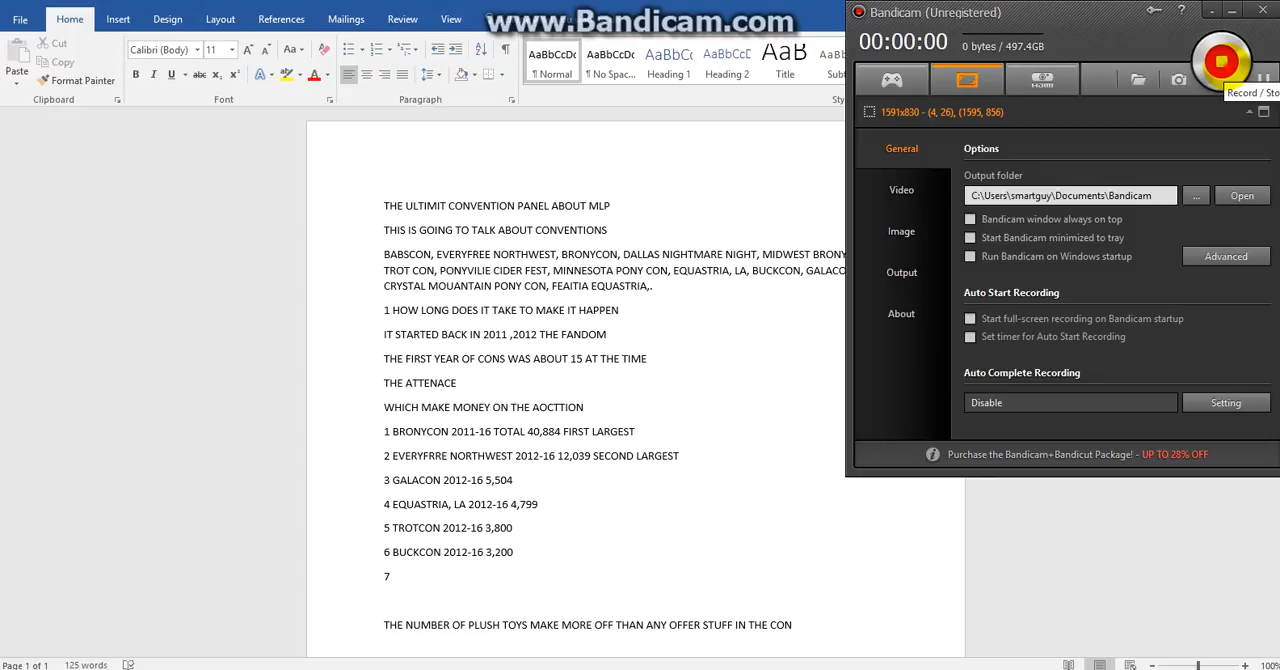 www.Bandicam.com
File Home Insert Design Layout References Mailings Review View
Paste
Cut
Copy
Format Painter
Calibri (Body) 11
Clipboard Font Paragraph
AaBbCcDc AaBbCcDc AaBbCc AaBbCcD AaB
¶ Normal ¶ No Spac... Heading 1 Heading 2 Title
Bandicam (Unregistered)
00:00:00 0 bytes / 497.4GB
HDMI
Record / Sto
1591x830 - (4, 26), (1595, 856)
General
Video
Image
Output
About
Options
Output folder
C:\Users\smartguy\Documents\Bandicam ... Open
Bandicam window always on top
Start Bandicam minimized to tray
Run Bandicam on Windows startup Advanced
Auto Start Recording
Start full-screen recording on Bandicam startup
Set timer for Auto Start Recording
Auto Complete Recording
Disable Setting
Purchase the Bandicam+Bandicut Package! - UP TO 28% OFF
THE ULTIMIT CONVENTION PANEL ABOUT MLP
THIS IS GOING TO TALK ABOUT CONVENTIONS
BABSCON, EVERYFREE NORTHWEST, BRONYCON, DALLAS NIGHTMARE NIGHT, MIDWEST BRONY
TROT CON, PONYVILIE CIDER FEST, MINNESOTA PONY CON, EQUASTRIA, LA, BUCKCON, GALACO
CRYSTAL MOUANTAIN PONY CON, FEAITIA EQUASTRIA,.
1 HOW LONG DOES IT TAKE TO MAKE IT HAPPEN
IT STARTED BACK IN 2011 ,2012 THE FANDOM
THE FIRST YEAR OF CONS WAS ABOUT 15 AT THE TIME
THE ATTENACE
WHICH MAKE MONEY ON THE AOCTTION
1 BRONYCON 2011-16 TOTAL 40,884 FIRST LARGEST
2 EVERYFRRE NORTHWEST 2012-16 12,039 SECOND LARGEST
3 GALACON 2012-16 5,504
4 EQUASTRIA, LA 2012-16 4,799
5 TROTCON 2012-16 3,800
6 BUCKCON 2012-16 3,200
7
THE NUMBER OF PLUSH TOYS MAKE MORE OFF THAN ANY OFFER STUFF IN THE CON
Page 1 of 1 125 words 100%